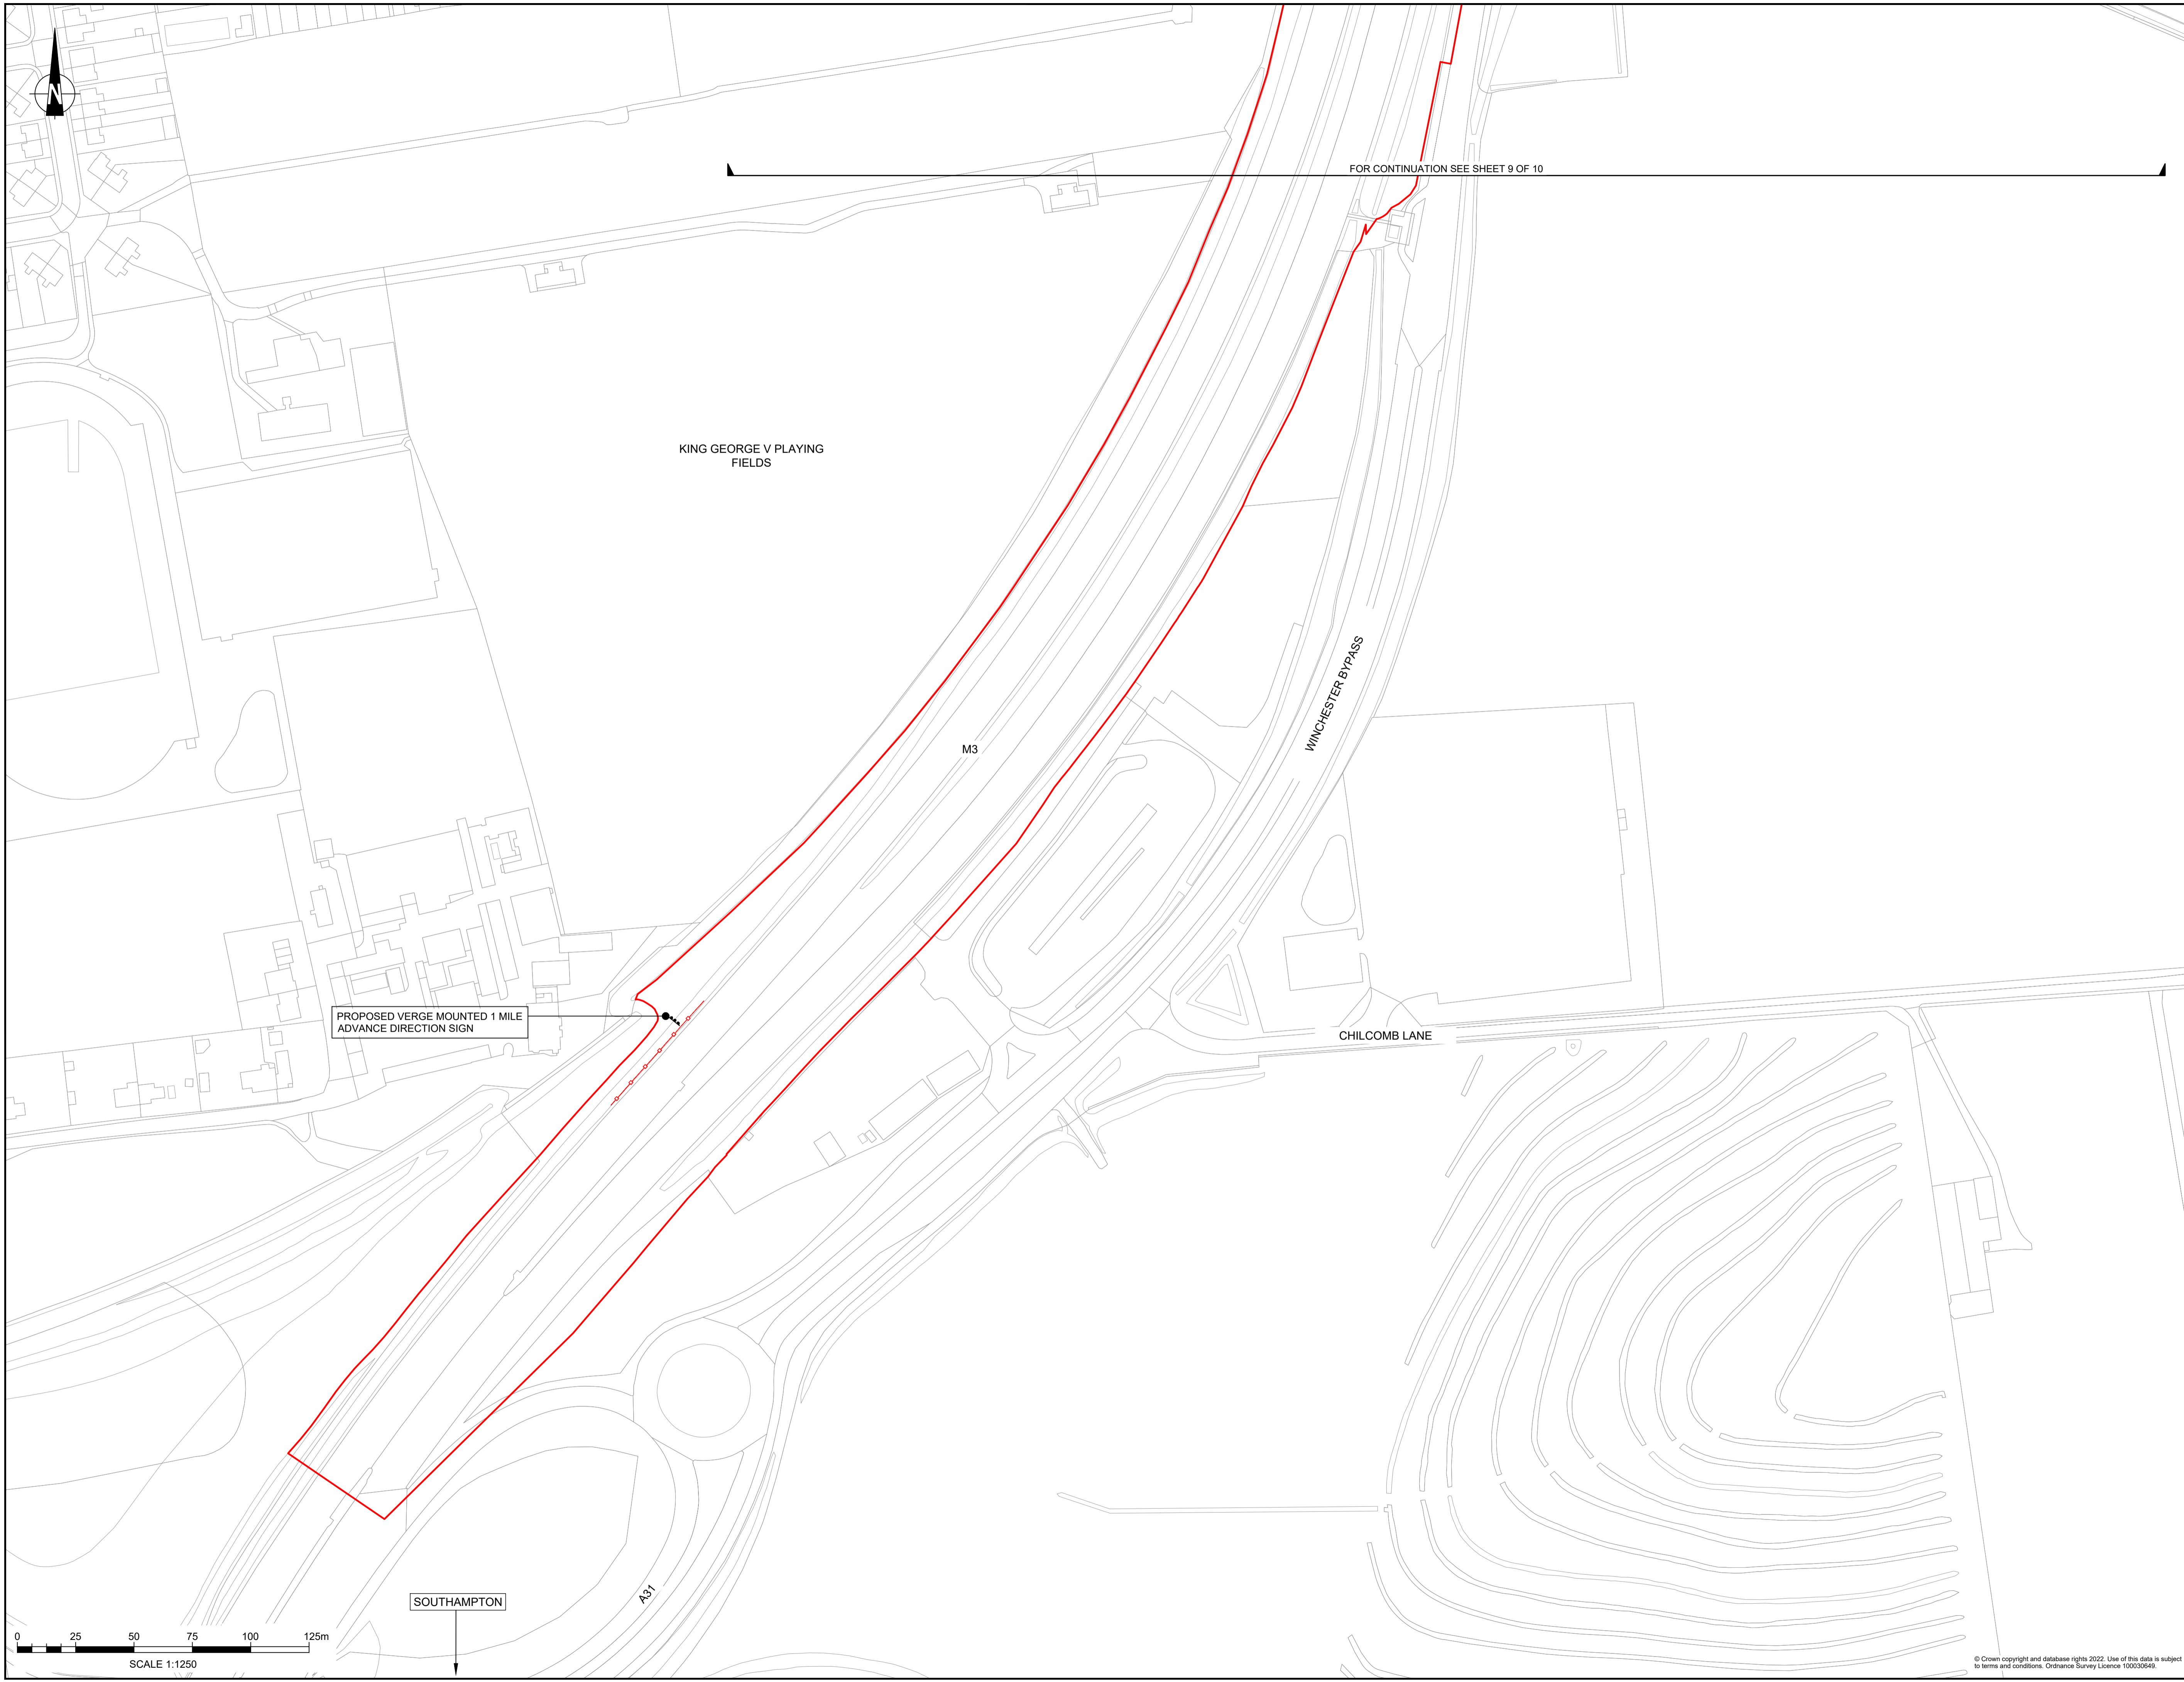 N
FOR CONTINUATION SEE SHEET 9 OF 10
KING GEORGE V PLAYING
FIELDS
WINCHESTER BYPASS
M3
PROPOSED VERGE MOUNTED 1 MILE
ADVANCE DIRECTION SIGN
CHILCOMB LANE
A31
SOUTHAMPTON
0 25 50 75 100 125m
SCALE 1:1250
© Crown copyright and database rights 2022. Use of this data is subject
to terms and conditions. Ordnance Survey Licence 100030649.